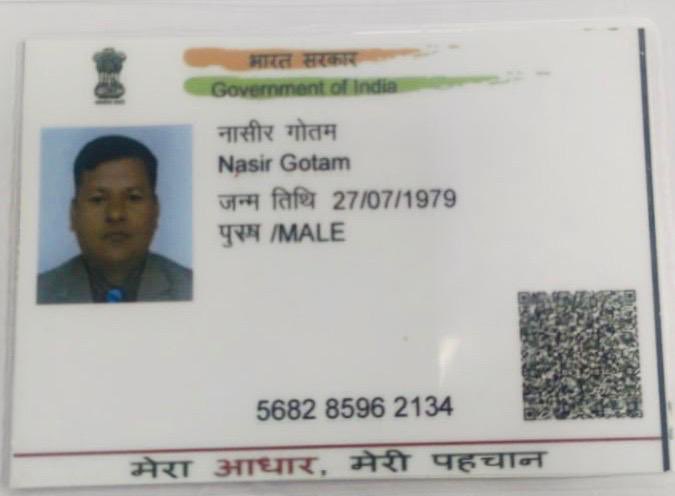 भारत सरकार
Government of India
नासीर गोतम
Nasir Gotam
जन्म तिथि 27/07/1979
पुरुष /MALE
5682 8596 2134
मेरा आधार, मेरी पहचान